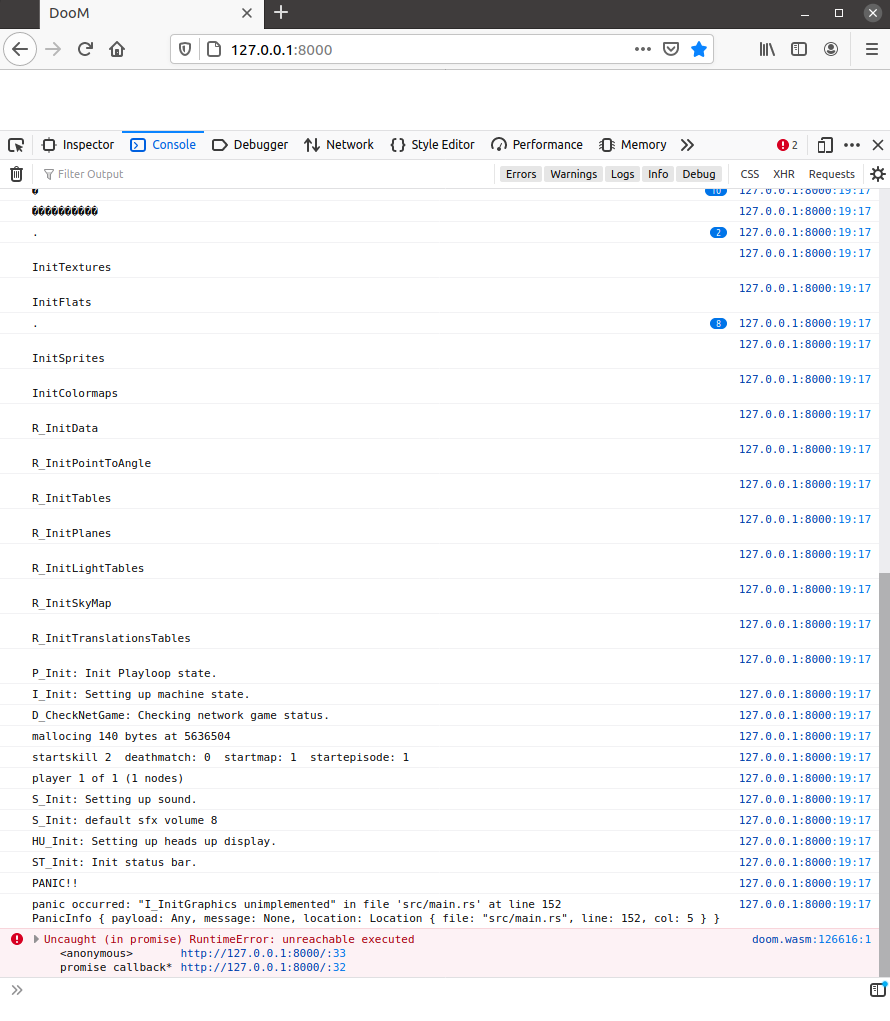 DooM
127.0.0.1:8000
Inspector Console Debugger Network Style Editor Performance Memory 2
Filter Output Errors Warnings Logs Info Debug CSS XHR Requests
� 10 127.0.0.1:8000:19:17
������������ 127.0.0.1:8000:19:17
. 2 127.0.0.1:8000:19:17
127.0.0.1:8000:19:17
InitTextures
127.0.0.1:8000:19:17
InitFlats
. 8 127.0.0.1:8000:19:17
127.0.0.1:8000:19:17
InitSprites
127.0.0.1:8000:19:17
InitColormaps
127.0.0.1:8000:19:17
R_InitData
127.0.0.1:8000:19:17
R_InitPointToAngle
127.0.0.1:8000:19:17
R_InitTables
127.0.0.1:8000:19:17
R_InitPlanes
127.0.0.1:8000:19:17
R_InitLightTables
127.0.0.1:8000:19:17
R_InitSkyMap
127.0.0.1:8000:19:17
R_InitTranslationsTables
127.0.0.1:8000:19:17
P_Init: Init Playloop state.
I_Init: Setting up machine state. 127.0.0.1:8000:19:17
D_CheckNetGame: Checking network game status. 127.0.0.1:8000:19:17
mallocing 140 bytes at 5636504 127.0.0.1:8000:19:17
startskill 2 deathmatch: 0 startmap: 1 startepisode: 1 127.0.0.1:8000:19:17
player 1 of 1 (1 nodes) 127.0.0.1:8000:19:17
S_Init: Setting up sound. 127.0.0.1:8000:19:17
S_Init: default sfx volume 8 127.0.0.1:8000:19:17
HU_Init: Setting up heads up display. 127.0.0.1:8000:19:17
ST_Init: Init status bar. 127.0.0.1:8000:19:17
PANIC!! 127.0.0.1:8000:19:17
panic occurred: "I_InitGraphics unimplemented" in file 'src/main.rs' at line 152 127.0.0.1:8000:19:17
PanicInfo { payload: Any, message: None, location: Location { file: "src/main.rs", line: 152, col: 5 } }
Uncaught (in promise) RuntimeError: unreachable executed doom.wasm:126616:1
<anonymous> http://127.0.0.1:8000/:33
promise callback* http://127.0.0.1:8000/:32